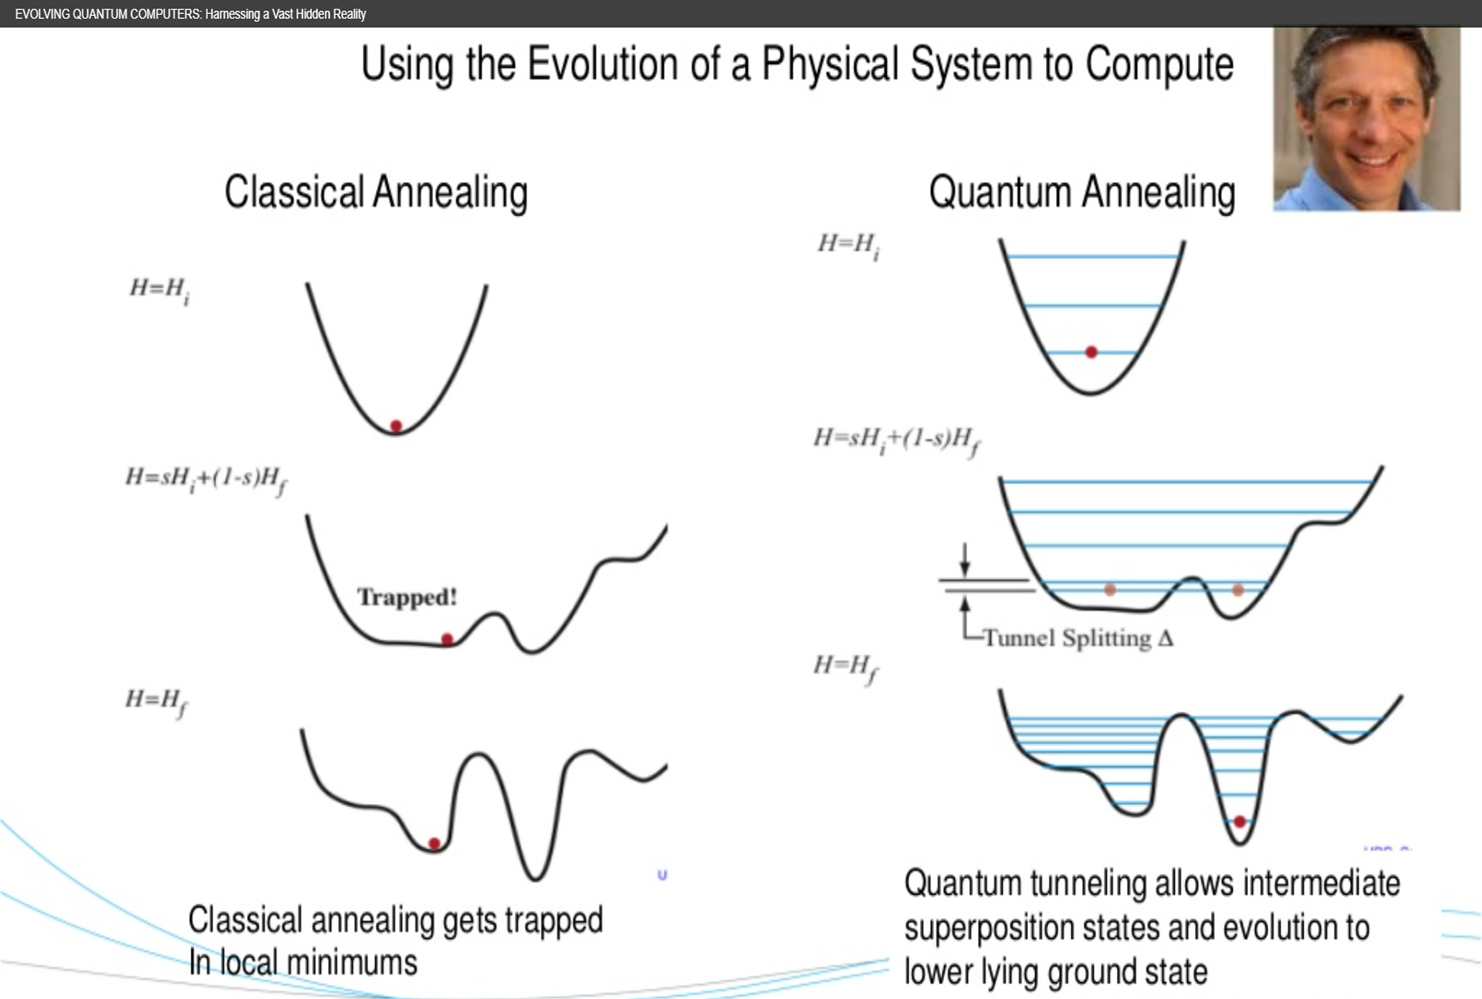 EVOLVING QUANTUM COMPUTERS: Harnessing a Vast Hidden Reality
Using the Evolution of a Physical System to Compute
Classical Annealing
H=Hi
H=sHi+(1-s)Hf
Trapped!
H=Hf
U
Classical annealing gets trapped
In local minimums
Quantum Annealing
H=Hi
H=sHi+(1-s)Hf
Tunnel Splitting Δ
H=Hf
Quantum tunneling allows intermediate
superposition states and evolution to
lower lying ground state